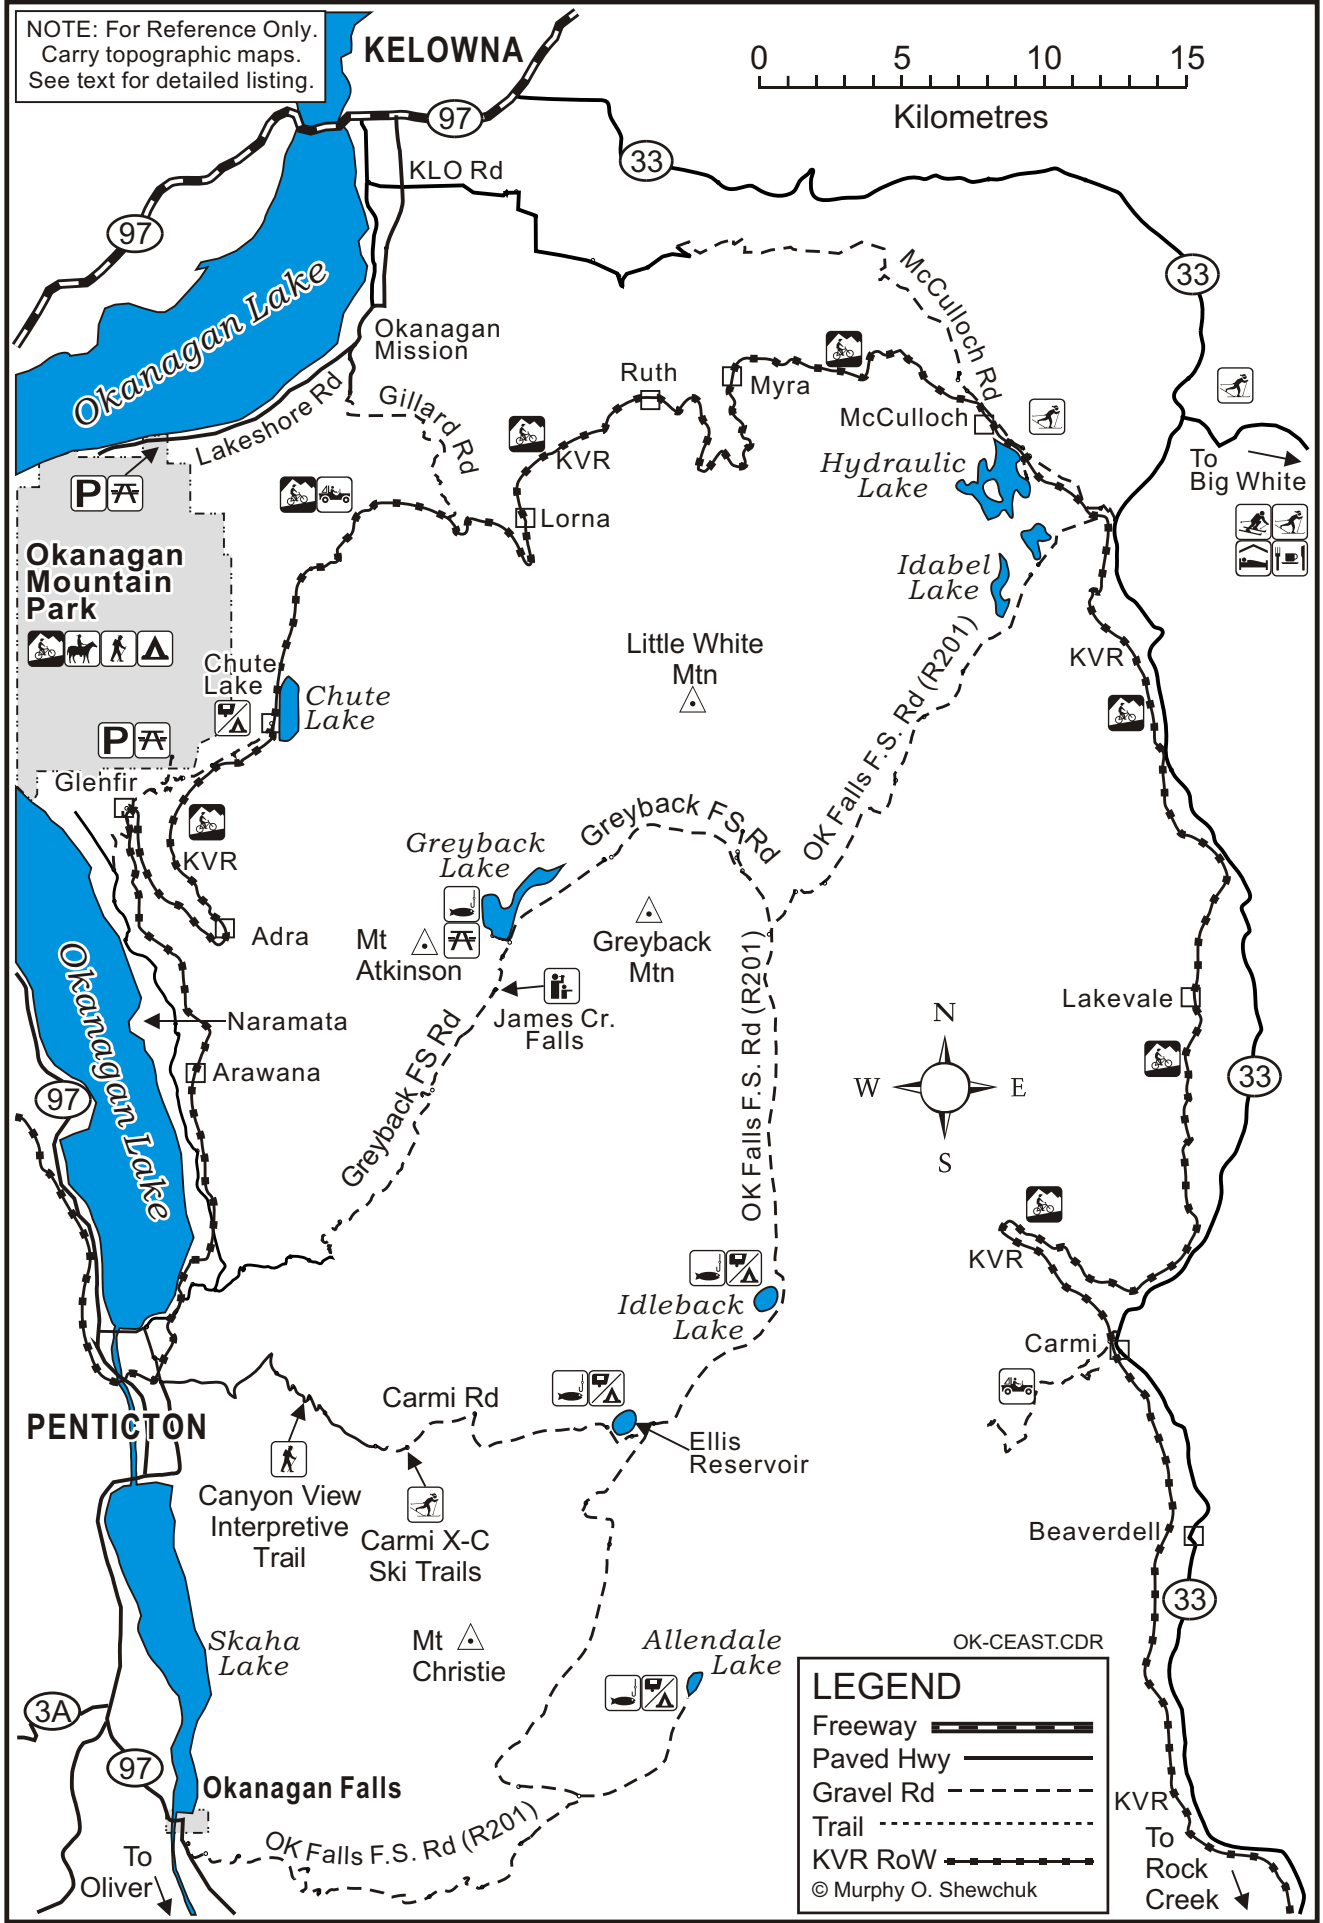 NOTE: For Reference Only.
Carry topographic maps.
See text for detailed listing.
KELOWNA
0 5 10 15
Kilometres
97
33
KLO Rd
97
33
McCulloch Rd
Okanagan Lake
Okanagan
Mission
Lakeshore Rd
Gillard Rd
Ruth
Myra
McCulloch
KVR
Hydraulic
Lake
To
Big White
P
Lorna
Okanagan
Mountain
Park
Idabel
Lake
Little White
Mtn
KVR
Chute
Lake
Chute
Lake
OK Falls F.S. Rd (R201)
P
Glenfir
KVR
Greyback
Lake
Greyback FS Rd
Adra
Mt
Atkinson
Greyback
Mtn
OK Falls F.S. Rd (R201)
Lakevale
Okanagan Lake
Naramata
James Cr.
Falls
N
W E
S
Greyback FS Rd
Arawana
97
33
KVR
Idleback
Lake
Carmi
Carmi Rd
PENTICTON
Ellis
Reservoir
Canyon View
Interpretive
Trail
Carmi X-C
Ski Trails
Beaverdell
33
Skaha
Lake
Mt
Christie
Allendale
Lake
OK-CEAST.CDR
3A
97
Okanagan Falls
OK Falls F.S. Rd (R201)
To
Oliver
LEGEND
Freeway
Paved Hwy
Gravel Rd
Trail
KVR RoW
© Murphy O. Shewchuk
KVR
To
Rock
Creek